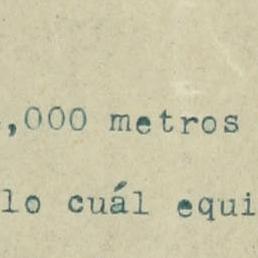 ,000 metros
lo cuál equi